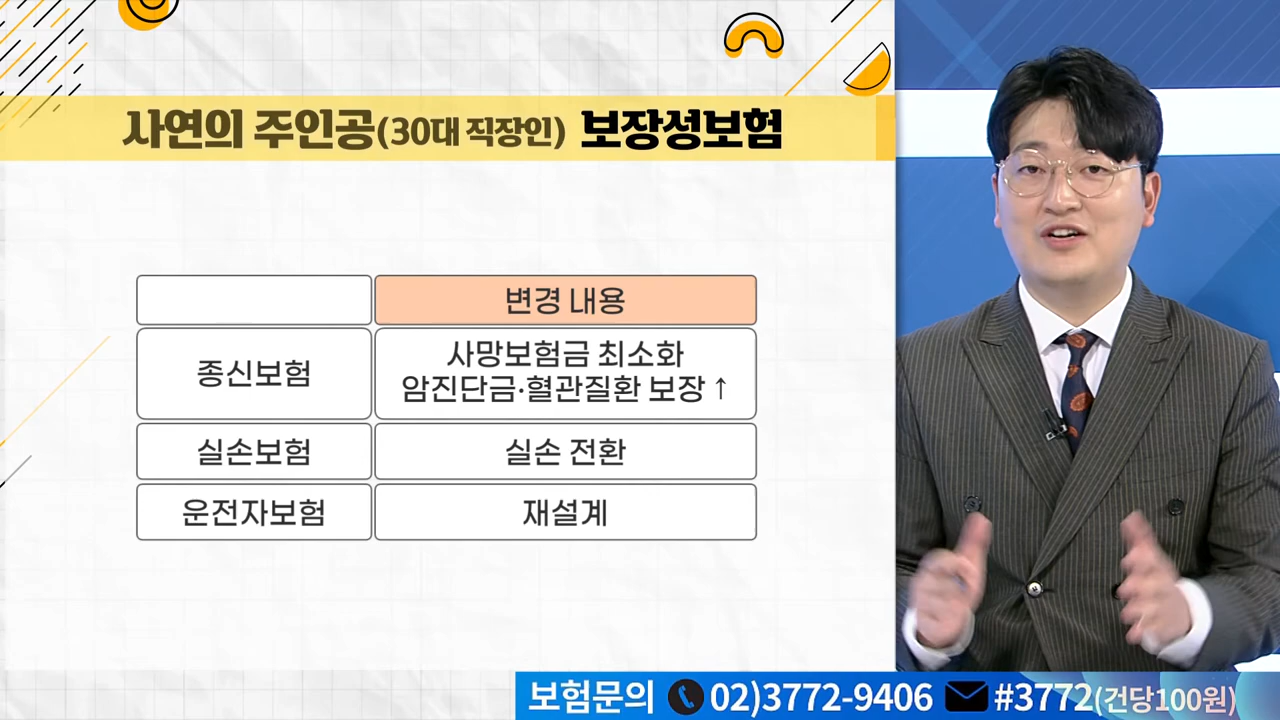 사연의 주인공(30대 직장인) 보장성보험
변경 내용
종신보험
사망보험금 최소화
암진단금·혈관질환 보장 ↑
실손보험
실손 전환
운전자보험
재설계
보험문의 02)3772-9406 #3772(건당100원)